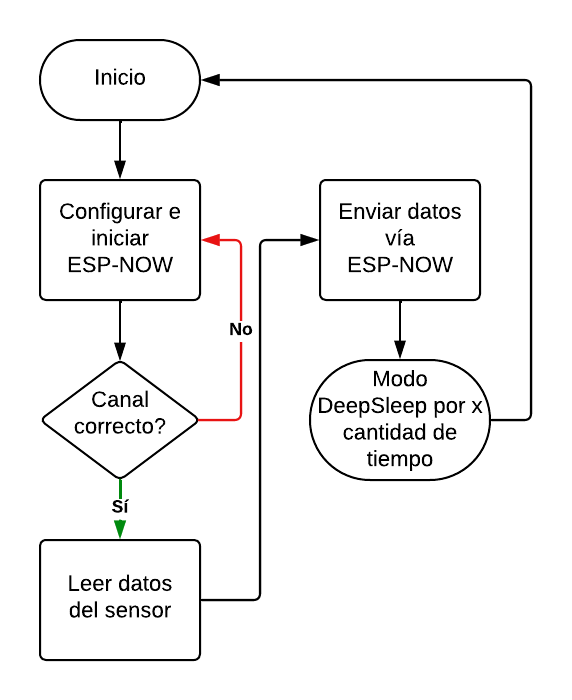 Inicio
Configurar e
iniciar
ESP-NOW
No
Canal
correcto?
Sí
Leer datos
del sensor
Enviar datos
vía
ESP-NOW
Modo
DeepSleep por x
cantidad de
tiempo